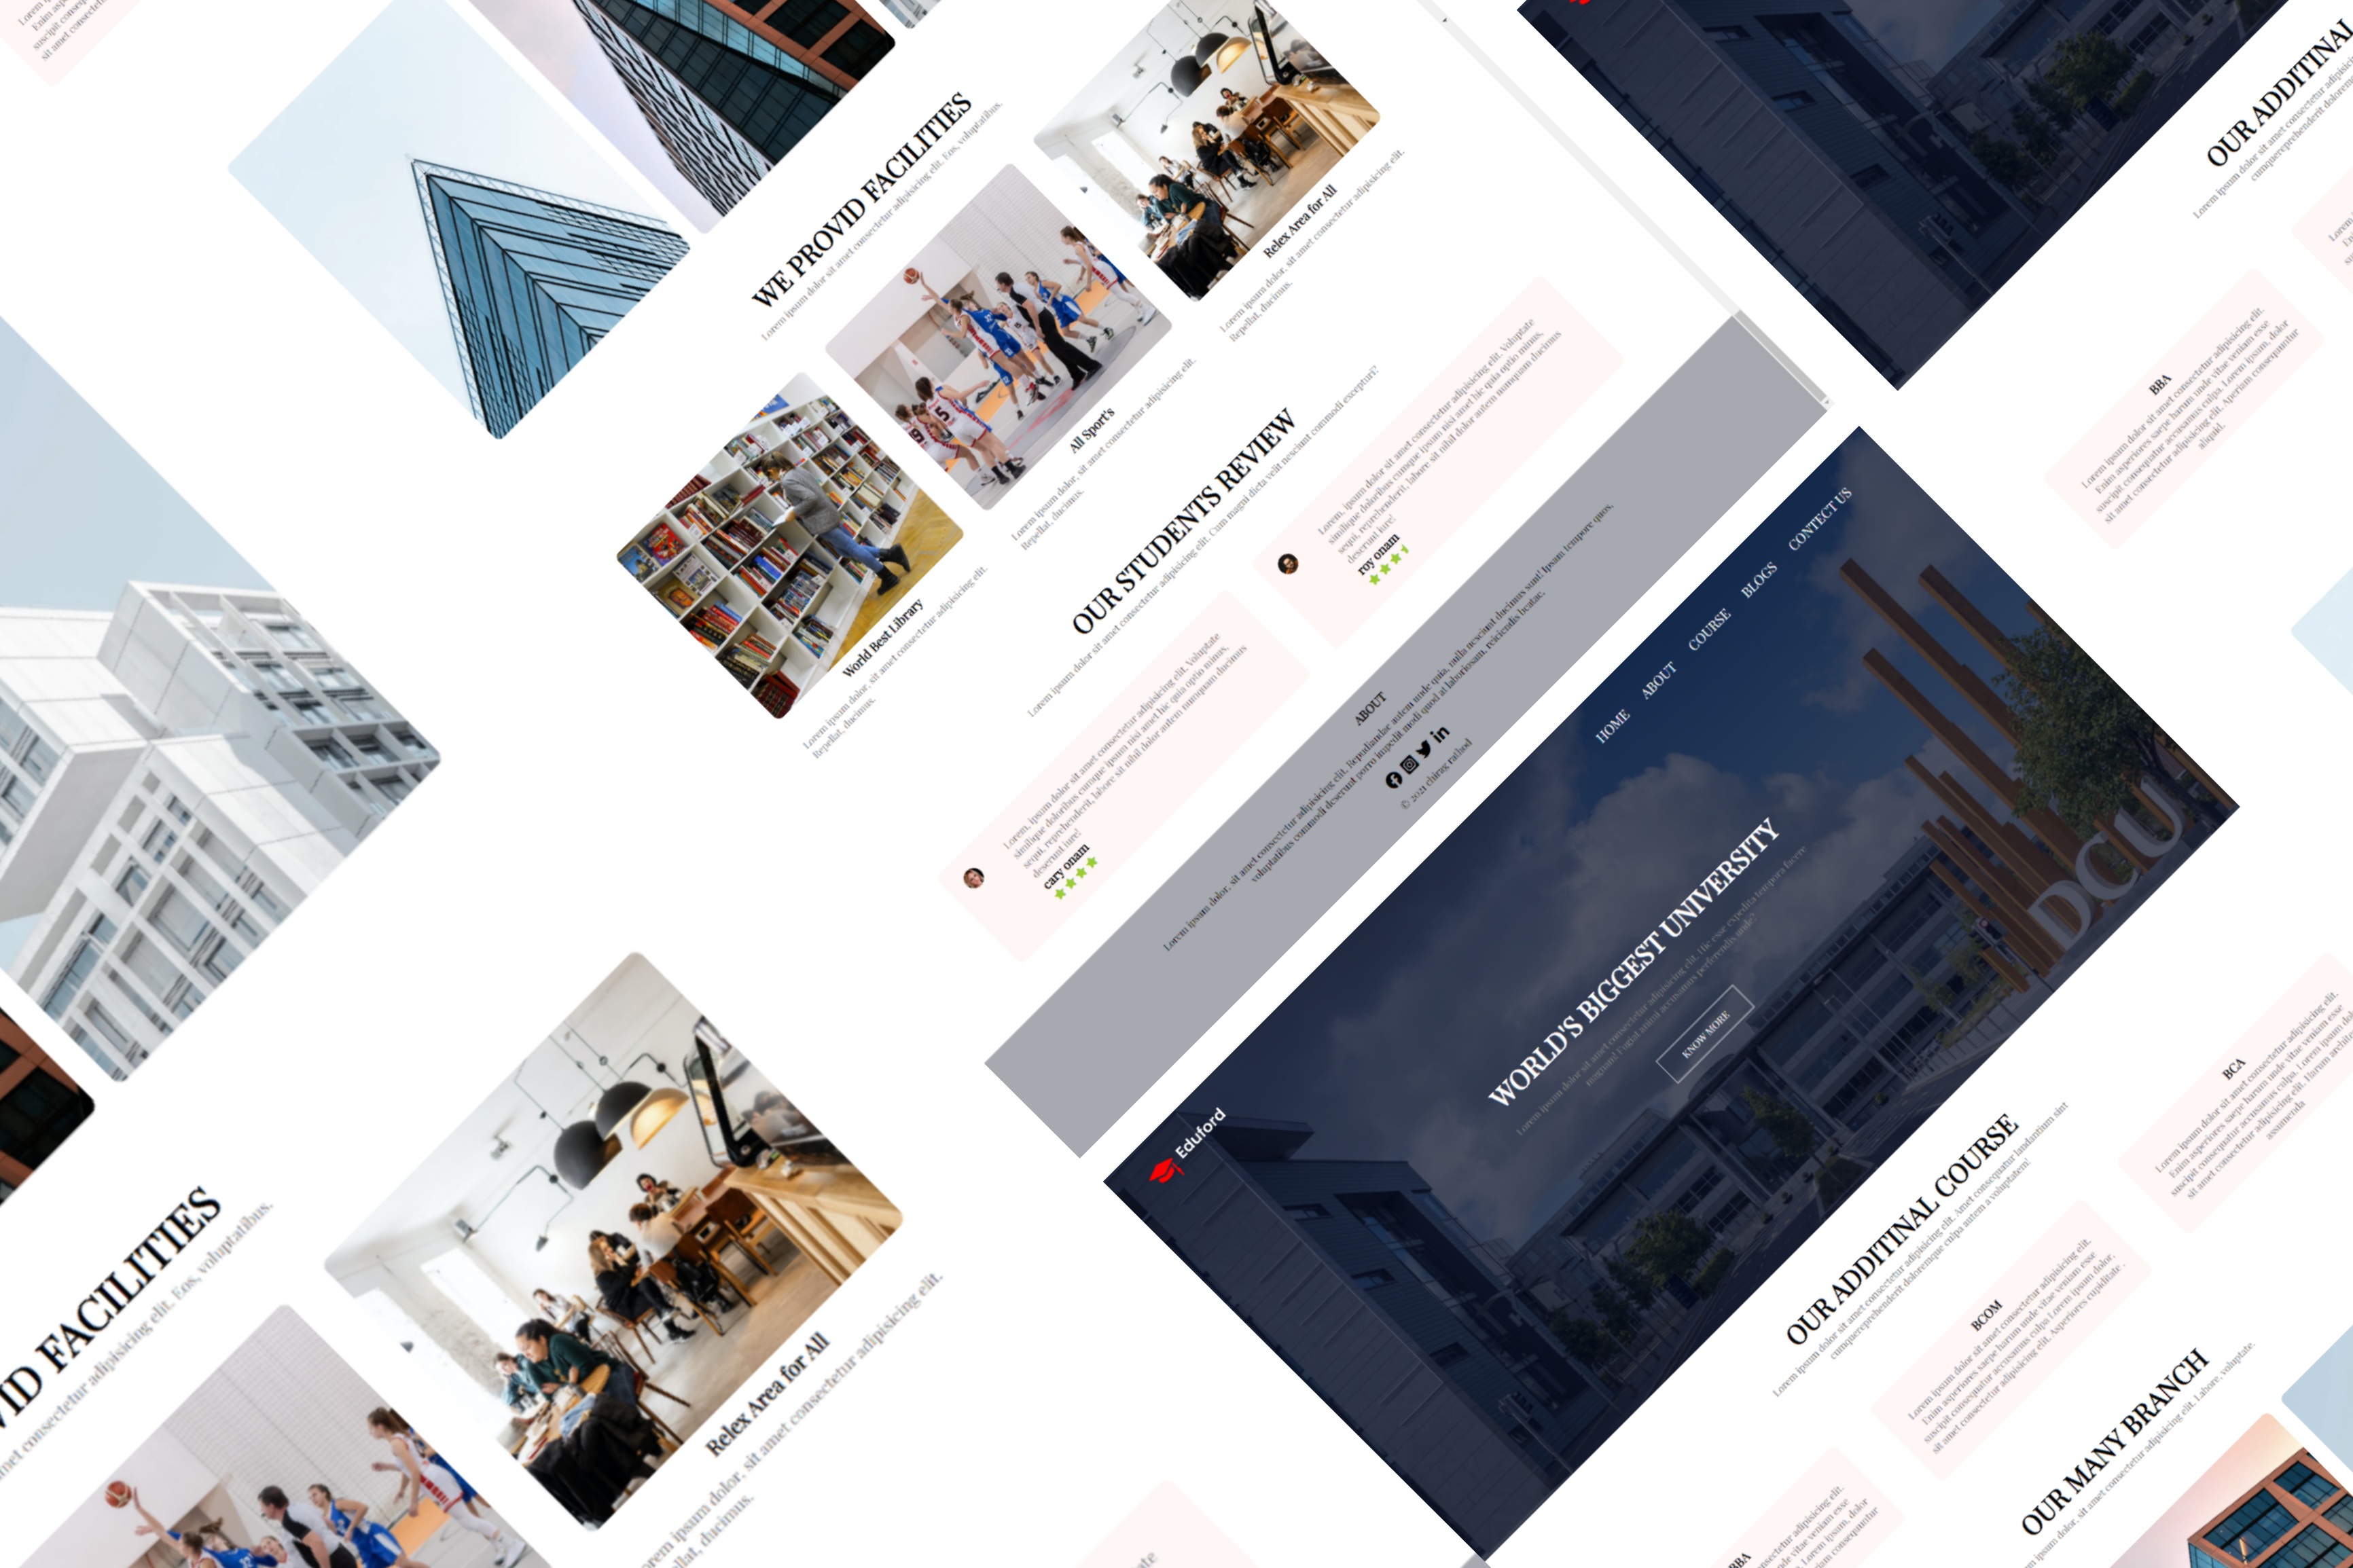 suscipit conseq
sit amet consectetur
WE PROVID FACILITIES
Lorem ipsum dolor sit amet consectetur adipisicing elit. Eos, voluptatibus.
World Best Library
Lorem ipsum dolor, sit amet consectetur adipisicing elit.
Repellat, ducimus.
All Sport's
Lorem ipsum dolor, sit amet consectetur adipisicing elit.
Repellat, ducimus.
Relex Area for All
Lorem ipsum dolor, sit amet consectetur adipisicing elit.
Repellat, ducimus.
OUR STUDENTS REVIEW
Lorem ipsum dolor sit amet consectetur adipisicing elit. Cum magni dicta velit nesciunt commodi excepturi?
Lorem, ipsum dolor sit amet consectetur adipisicing elit. Voluptate
similique doloribus cumque ipsum nisi amet hic quia optio minus,
sequi, reprehenderit, labore sit nihil dolor autem numquam ducimus
deserunt iure!
cary onam
Lorem, ipsum dolor sit amet consectetur adipisicing elit. Voluptate
similique doloribus cumque ipsum nisi amet hic quia optio minus,
sequi, reprehenderit, labore sit nihil dolor autem numquam ducimus
deserunt iure!
roy onam
ABOUT
Lorem ipsum dolor, sit amet consectetur adipisicing elit. Repudiandae autem unde quia, nulla nesciunt ducimus sunt! Ipsum tempore quos,
voluptatibus commodi deserunt porro impedit modi quod at laboriosam, reiciendis beatae.
© 2021 chirag rathod
Eduford
HOME ABOUT COURSE BLOGS CONTECT US
WORLD'S BIGGEST UNIVERSITY
Lorem ipsum dolor sit amet consectetur adipisicing elit. Hic esse expedita tempora facere
magnam! Fugiat animi accusamus perferendis unde?
KNOW MORE
DCU
OUR ADDITINAL COURSE
Lorem ipsum dolor sit amet consectetur adipisicing elit. Amet consequatur laudantium sint
cumquereprehenderit doloremque culpa autem a voluptatem!
BBA
BCOM
Lorem ipsum dolor sit amet consectetur adipisicing elit.
Enim asperiores saepe harum unde vitae veniam esse
suscipit consequatur accusamus culpa. Lorem ipsum dolor,
sit amet consectetur adipisicing elit. Asperiores cupiditate.
BCA
Lorem ipsum dolor sit amet consectetur adipisicing elit.
Enim asperiores saepe harum unde vitae veniam esse
suscipit consequatur accusamus culpa. Lorem ipsum
sit amet consectetur adipisicing elit. Harum
assumenda
OUR MANY BRANCH
Lorem ipsum dolor, sit amet consectetur adipisicing elit. Labore, voluptate.
OUR ADDITINAL
Lorem ipsum dolor sit amet consectetur adipisicing
cumquereprehenderit
BBA
Lorem ipsum dolor sit amet consectetur adipisicing elit.
Enim asperiores saepe harum unde vitae veniam esse
suscipit consequatur accusamus culpa. Lorem ipsum, dolor
sit amet consectetur adipisicing elit. Aperiam consequuntur
aliquid.
FACILITIES
consectetur adipisicing elit. Eos, voluptatibus.
Relex Area for All
ipsum dolor, sit amet consectetur adipisicing elit.
ducimus.